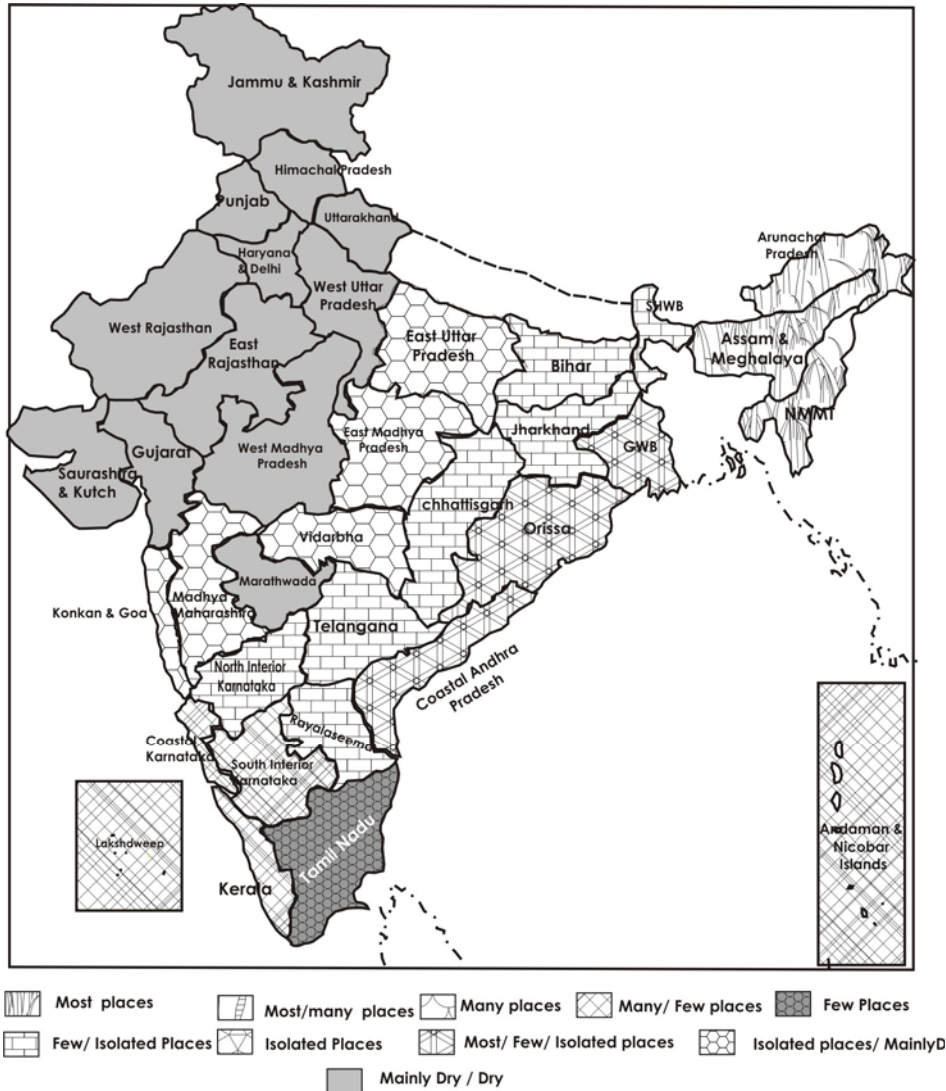 Jammu & Kashmir
Himachal Pradesh
Punjab
Uttarakhand
Haryana
& Delhi
Arunachal
Pradesh
West Uttar
Pradesh
SHWB
West Rajasthan
East
Rajasthan
East Uttar
Pradesh
Assam &
Meghalaya
Bihar
NMMT
Jharkhand
GWB
East Madhya
Pradesh
West Madhya
Pradesh
Gujarat
Saurashtra
& Kutch
chhattisgarh
Orissa
Vidarbha
Marathwada
Madhya
Maharashtra
Konkan & Goa
Telangana
North Interior
Karnataka
Coastal Andhra
Pradesh
Rayalaseema
Coastal
Karnataka
South Interior
Karnataka
Lakshdweep
Tamil Nadu
Kerala
Andaman &
Nicobar
Islands
Most places
Most/many places
Many places
Many/ Few places
Few Places
Few/ Isolated Places
Isolated Places
Most/ Few/ Isolated places
Isolated places/ MainlyD
Mainly Dry / Dry